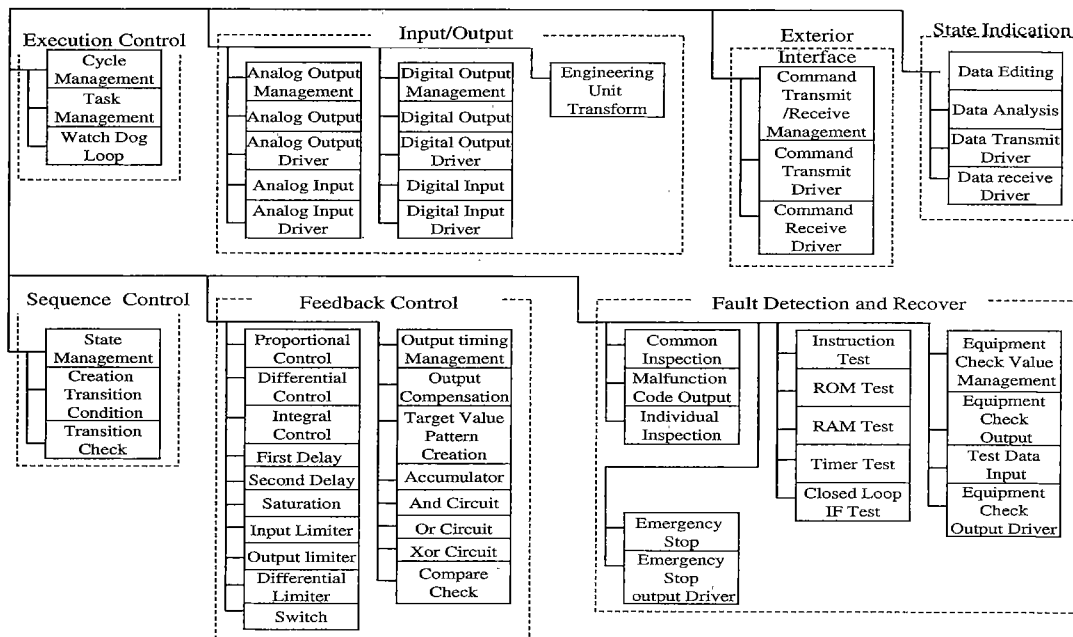 Execution Control
Cycle
Management
Task
Management
Watch Dog
Loop
Input/Output
Analog Output
Management
Analog Output
Analog Output
Driver
Analog Input
Analog Input
Driver
Digital Output
Management
Digital Output
Digital Output
Driver
Digital Input
Digital Input
Driver
Engineering
Unit
Transform
Exterior
Interface
Command
Transmit
/Receive
Management
Command
Transmit
Driver
Command
Receive
Driver
State Indication
Data Editing
Data Analysis
Data Transmit
Driver
Data receive
Driver
Sequence Control
State
Management
Creation
Transition
Condition
Transition
Check
Feedback Control
Proportional
Control
Differential
Control
Integral
Control
First Delay
Second Delay
Saturation
Input Limiter
Output limiter
Differential
Limiter
Switch
Output timing
Management
Output
Compensation
Target Value
Pattern
Creation
Accumulator
And Circuit
Or Circuit
Xor Circuit
Compare
Check
Fault Detection and Recover
Common
Inspection
Malfunction
Code Output
Individual
Inspection
Emergency
Stop
Emergency
Stop
output Driver
Instruction
Test
ROM Test
RAM Test
Timer Test
Closed Loop
IF Test
Equipment
Check Value
Management
Equipment
Check
Output
Test Data
Input
Equipment
Check
Output Driver